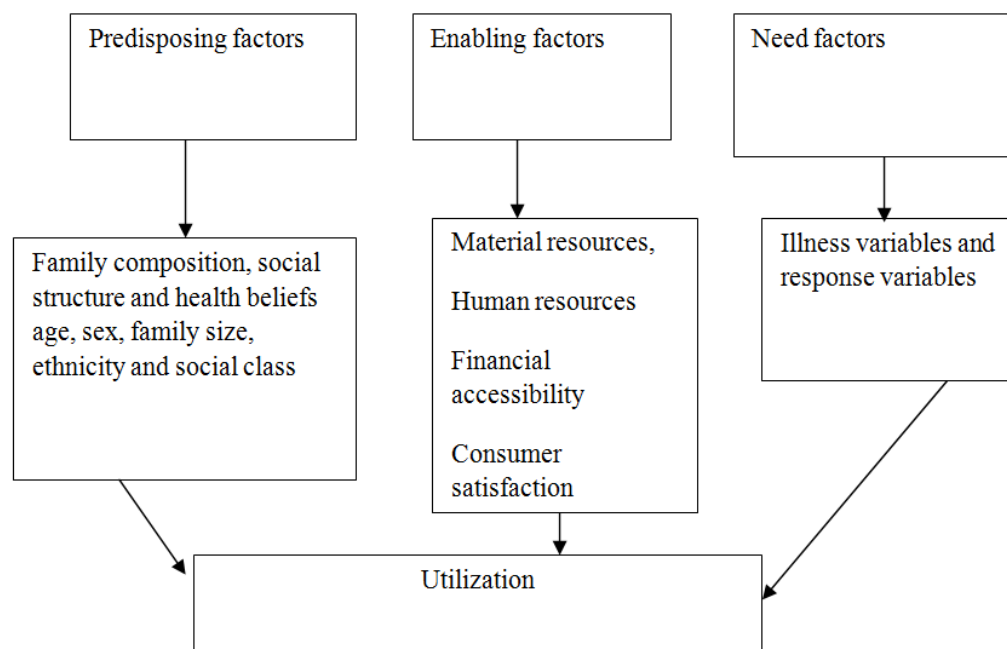 Predisposing factors
Enabling factors
Need factors
Family composition, social
structure and health beliefs
age, sex, family size,
ethnicity and social class
Material resources,
Human resources
Financial
accessibility
Consumer
satisfaction
Illness variables and
response variables
Utilization